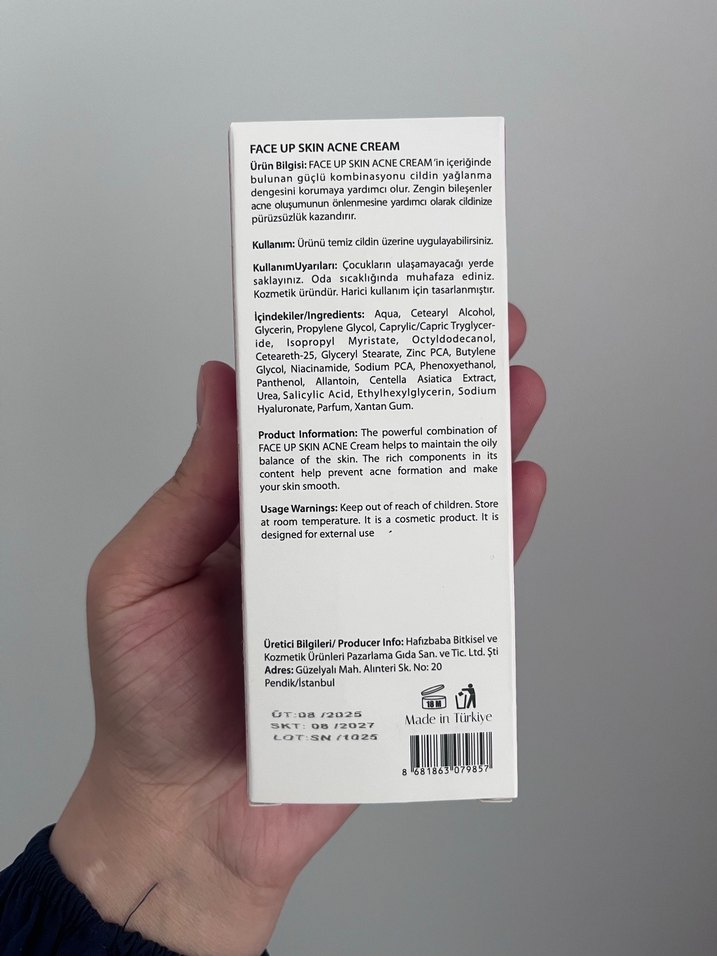 FACE UP SKIN ACNE CREAM
Ürün Bilgisi: FACE UP SKIN ACNE CREAM'in içeriğinde
bulunan güçlü kombinasyonu cildin yağlanma
dengesini korumaya yardımcı olur. Zengin bileşenler
acne oluşumunun önlenmesine yardımcı olarak cildinize
pürüzsüzlük kazandırır.
Kullanım: Ürünü temiz cildin üzerine uygulayabilirsiniz.
KullanımUyarıları: Çocukların ulaşamayacağı yerde
saklayınız. Oda sıcaklığında muhafaza ediniz.
Kozmetik üründür. Harici kullanım için tasarlanmıştır.
İçindekiler/Ingredients: Aqua, Cetearyl Alcohol,
Glycerin, Propylene Glycol, Caprylic/Capric Tryglycer-
ide, Isopropyl Myristate, Octyldodecanol,
Ceteareth-25, Glyceryl Stearate, Zinc PCA, Butylene
Glycol, Niacinamide, Sodium PCA, Phenoxyethanol,
Panthenol, Allantoin, Centella Asiatica Extract,
Urea, Salicylic Acid, Ethylhexylglycerin, Sodium
Hyaluronate, Parfum, Xantan Gum.
Product Information: The powerful combination of
FACE UP SKIN ACNE Cream helps to maintain the oily
balance of the skin. The rich components in its
content help prevent acne formation and make
your skin smooth.
Usage Warnings: Keep out of reach of children. Store
at room temperature. It is a cosmetic product. It is
designed for external use
Üretici Bilgileri/ Producer Info: Hafızbaba Bitkisel ve
Kozmetik Ürünleri Pazarlama Gıda San. ve Tic. Ltd. Şti
Adres: Güzelyalı Mah. Alınteri Sk. No: 20
Pendik/İstanbul
18 M
ÜT:08 /2025
SKT: 08 /2027
LOT:SN /1025
Made in Türkiye
8 681863 079857